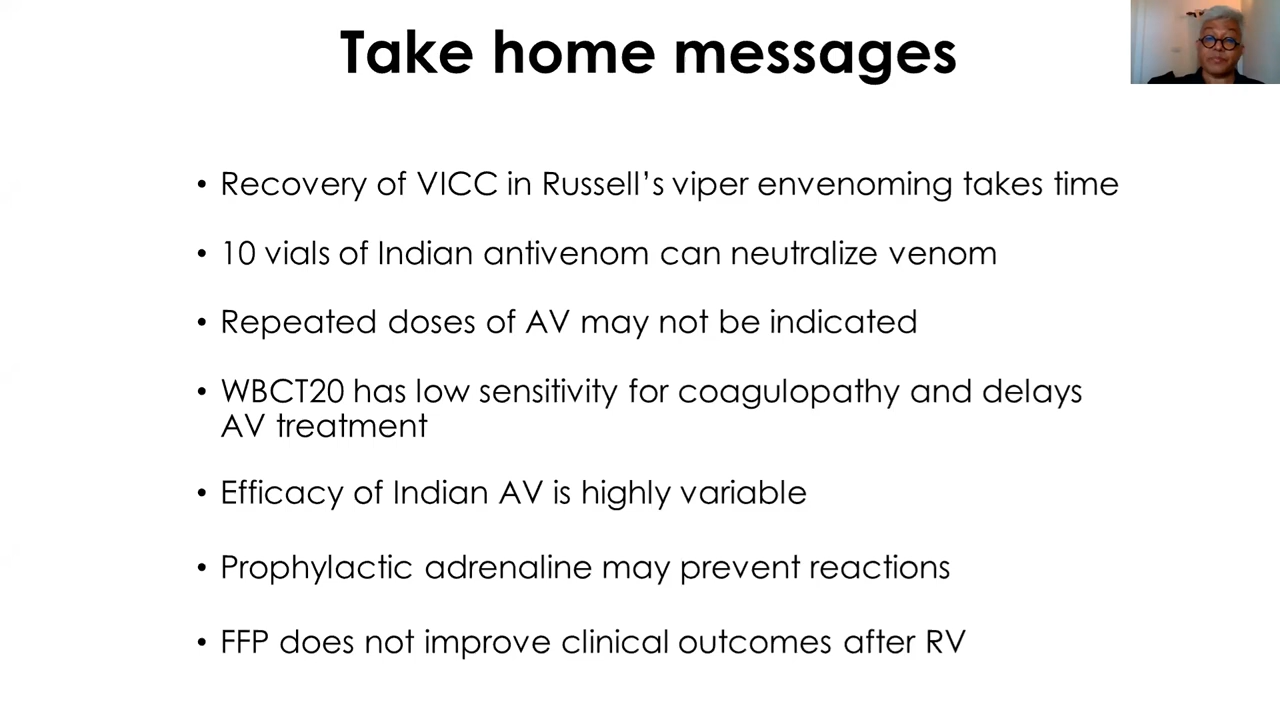 Take home messages
• Recovery of VICC in Russell’s viper envenoming takes time
• 10 vials of Indian antivenom can neutralize venom
• Repeated doses of AV may not be indicated
• WBCT20 has low sensitivity for coagulopathy and delays
AV treatment
• Efficacy of Indian AV is highly variable
• Prophylactic adrenaline may prevent reactions
• FFP does not improve clinical outcomes after RV